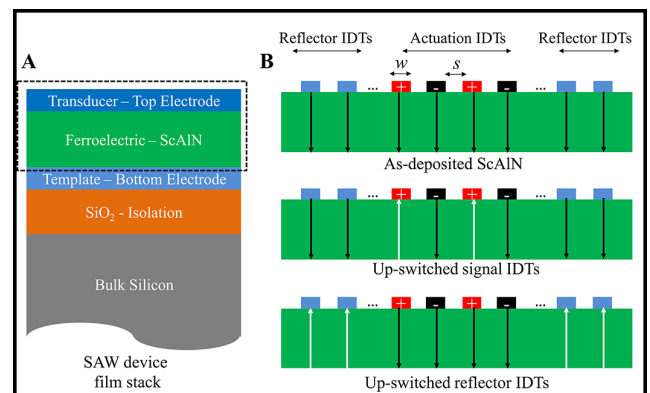 Reflector IDTs
Actuation IDTs
Reflector IDTs
A
B
w
s
Transducer – Top Electrode
Ferroelectric – ScAlN
Template – Bottom Electrode
SiO₂ - Isolation
Bulk Silicon
SAW device
film stack
... + - + - ...
As-deposited ScAlN
... + - + - ...
Up-switched signal IDTs
... + - + - ...
Up-switched reflector IDTs